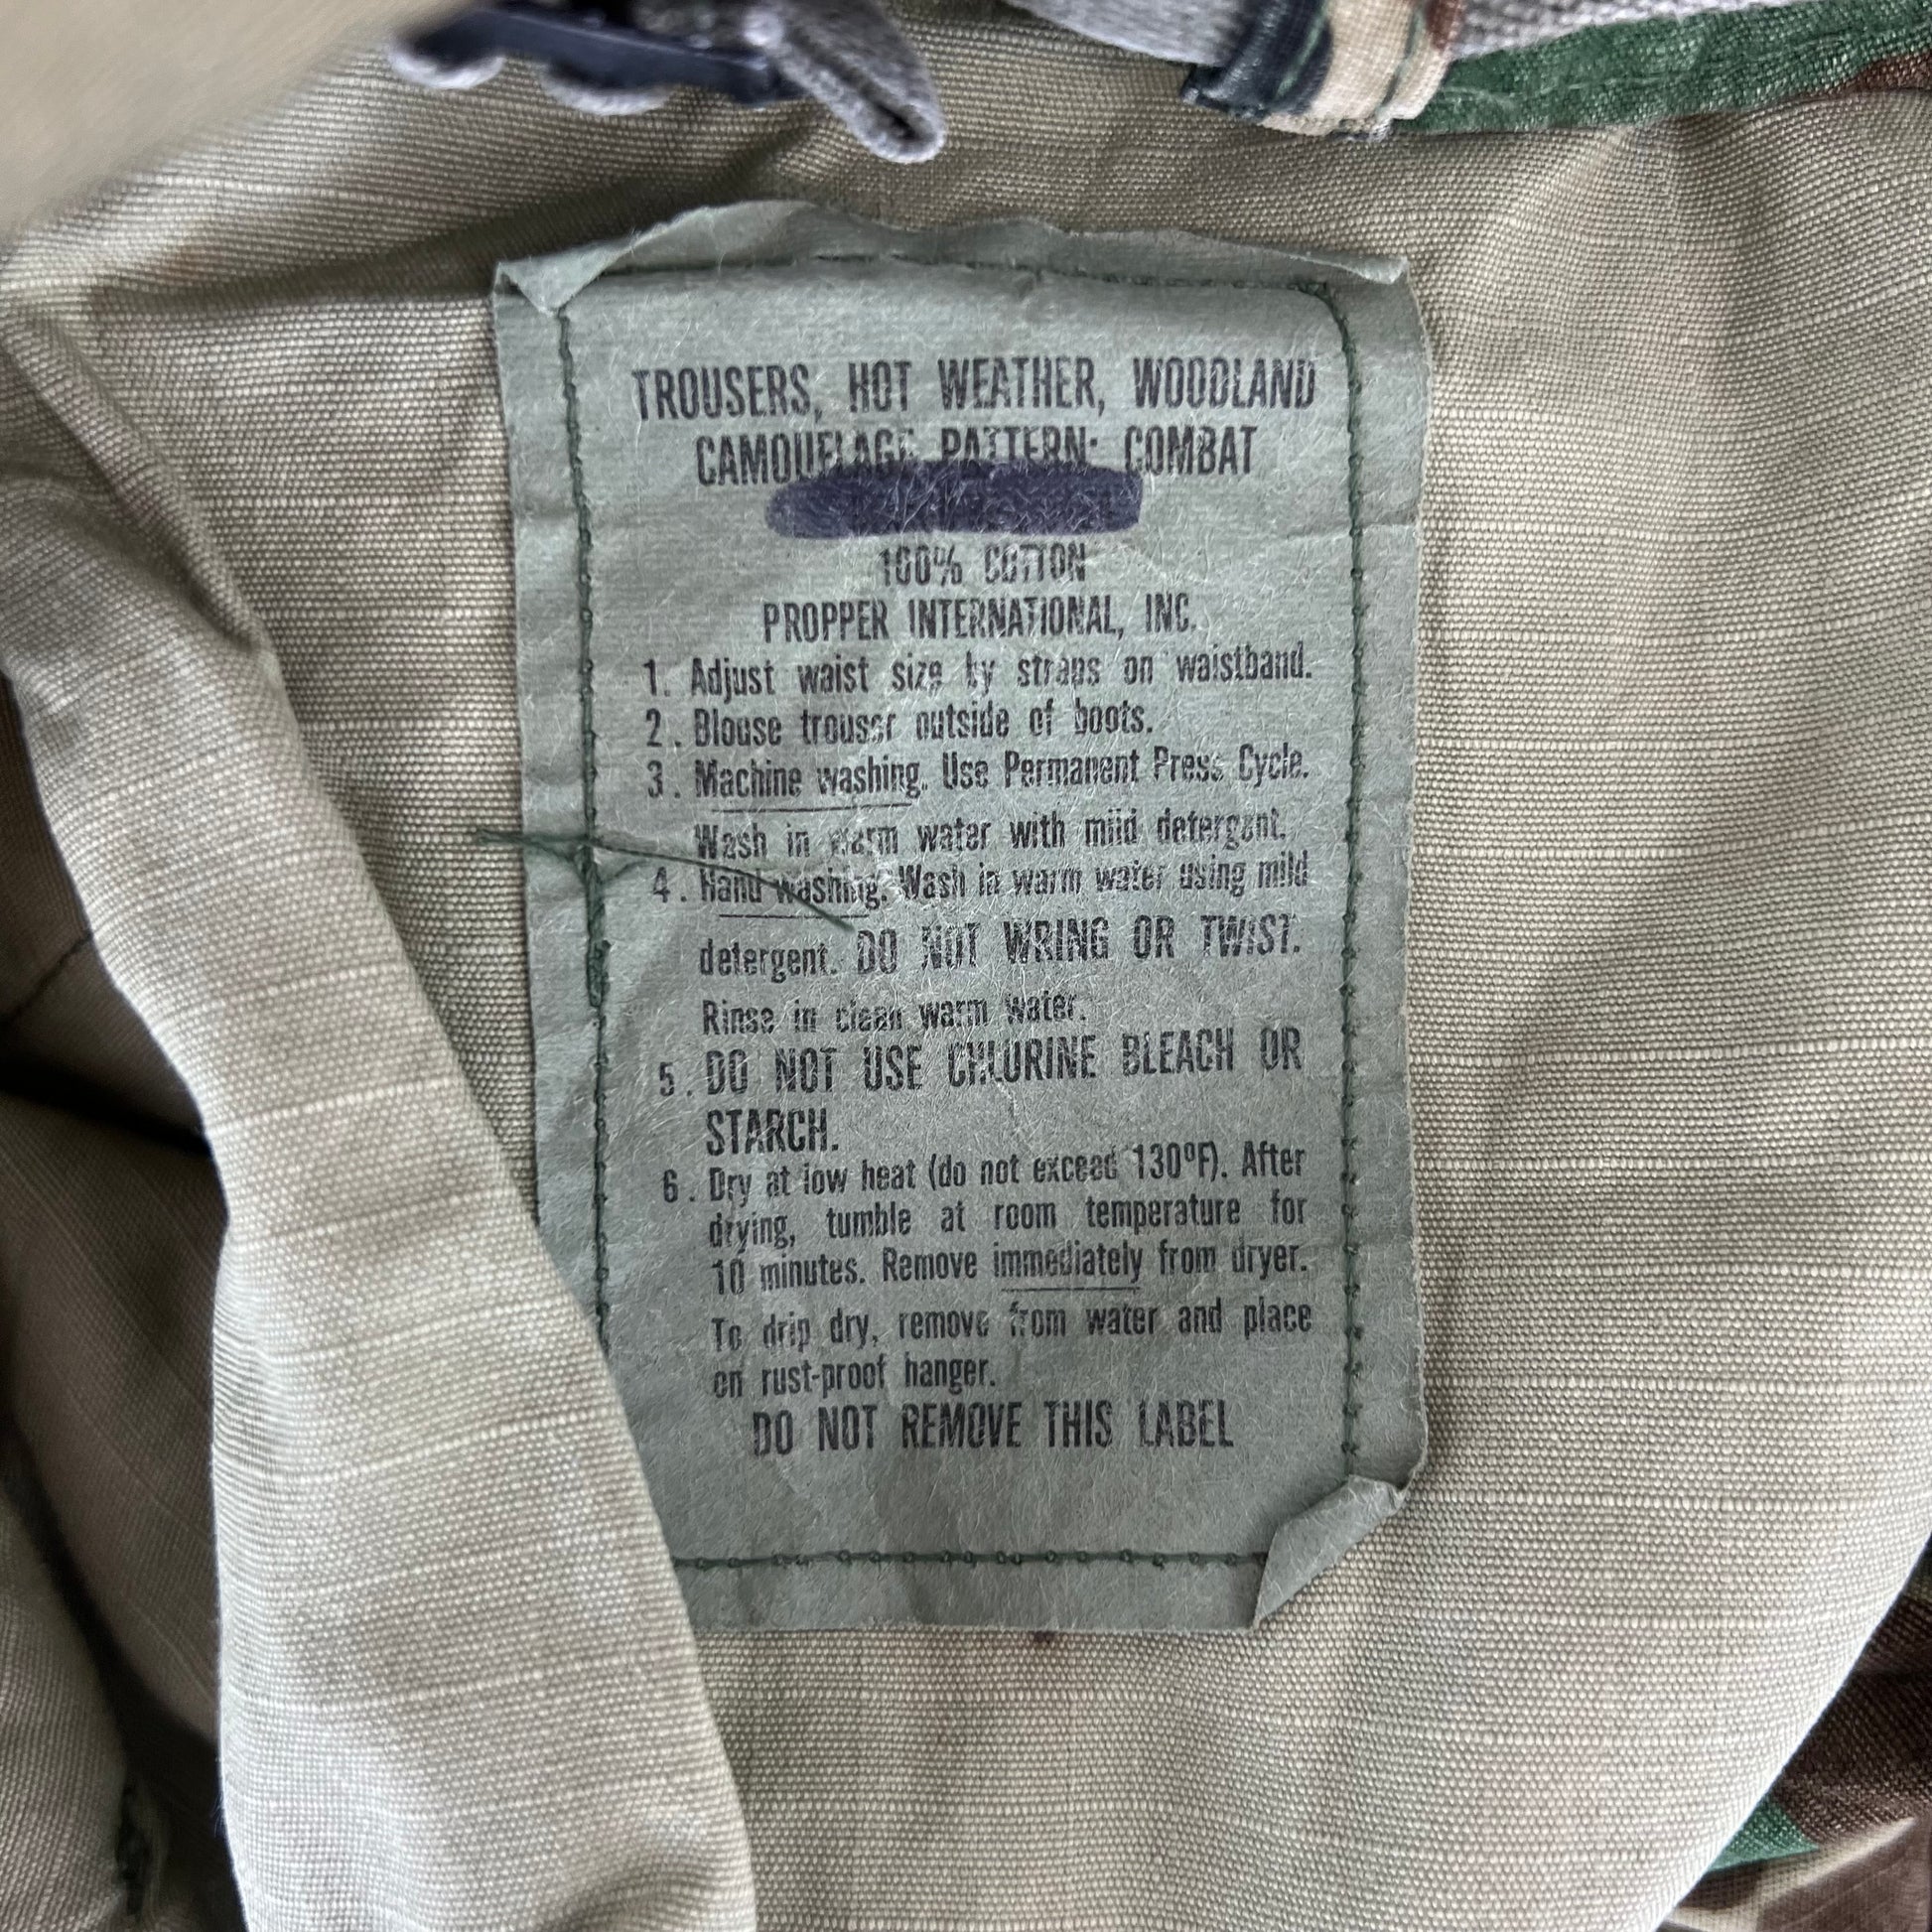 TROUSERS, HOT WEATHER, WOODLAND
CAMOUFLAGE PATTERN: COMBAT
100% COTTON
PROPPER INTERNATIONAL, INC.
1. Adjust waist size by straps on waistband.
2. Blouse trouser outside of boots.
3. Machine washing. Use Permanent Press Cycle.
Wash in warm water with mild detergent.
4. Hand washing. Wash in warm water using mild
detergent. DO NOT WRING OR TWIST.
Rinse in clean warm water.
5. DO NOT USE CHLORINE BLEACH OR
STARCH.
6. Dry at low heat (do not exceed 130ºF). After
drying, tumble at room temperature for
10 minutes. Remove immediately from dryer.
To drip dry, remove from water and place
on rust-proof hanger.
DO NOT REMOVE THIS LABEL